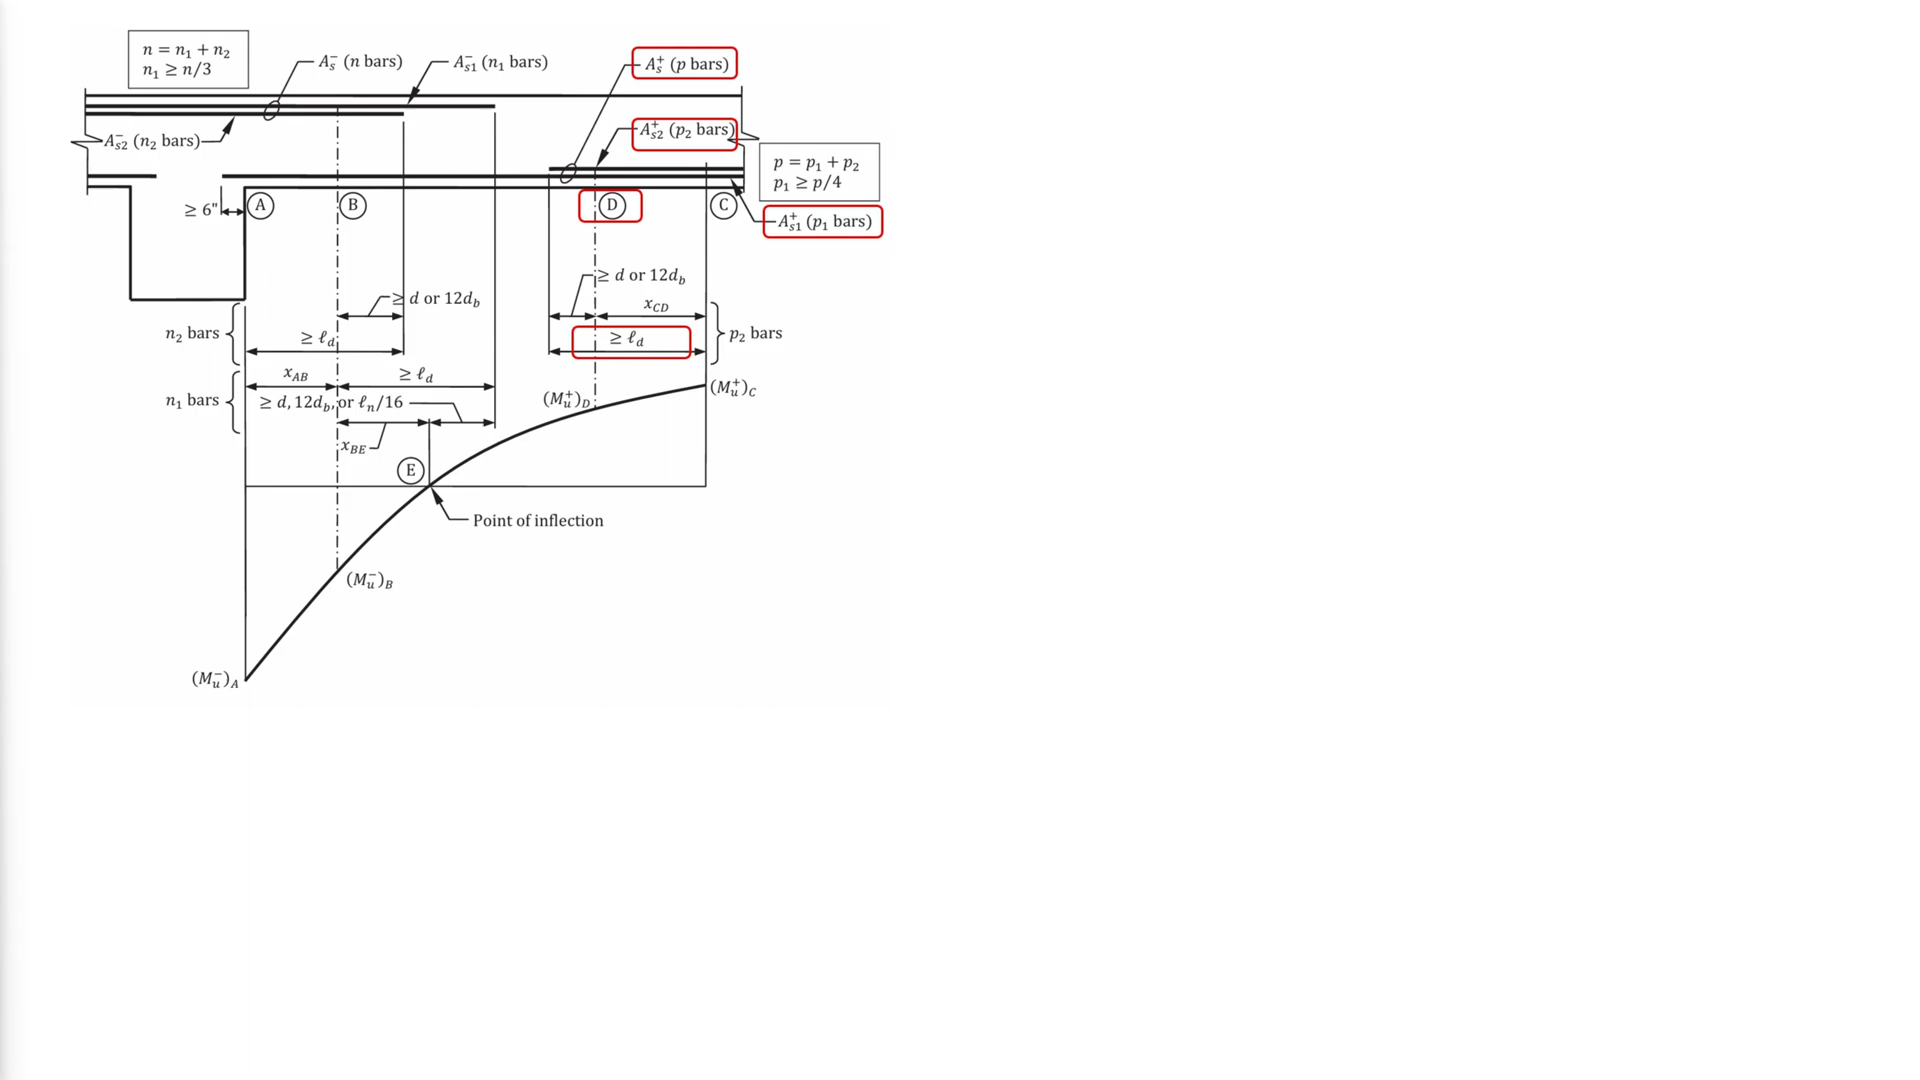 n = n₁ + n₂
n₁ ≥ n/3
A⁻ₛ (n bars)
A⁻ₛ₁ (n₁ bars)
A⁺ₛ (p bars)
A⁻ₛ₂ (n₂ bars)
A⁺ₛ₂ (p₂ bars)
p = p₁ + p₂
p₁ ≥ p/4
A⁺ₛ₁ (p₁ bars)
≥ 6"
A
B
D
C
≥ d or 12d_b
≥ d or 12d_b
x_CD
n₂ bars
≥ ℓ_d
≥ ℓ_d
p₂ bars
x_AB
≥ ℓ_d
n₁ bars
≥ d, 12d_b, or ℓₙ/16
(M⁺ᵤ)_D
(M⁺ᵤ)_C
x_BE
E
Point of inflection
(M⁻ᵤ)_B
(M⁻ᵤ)_A